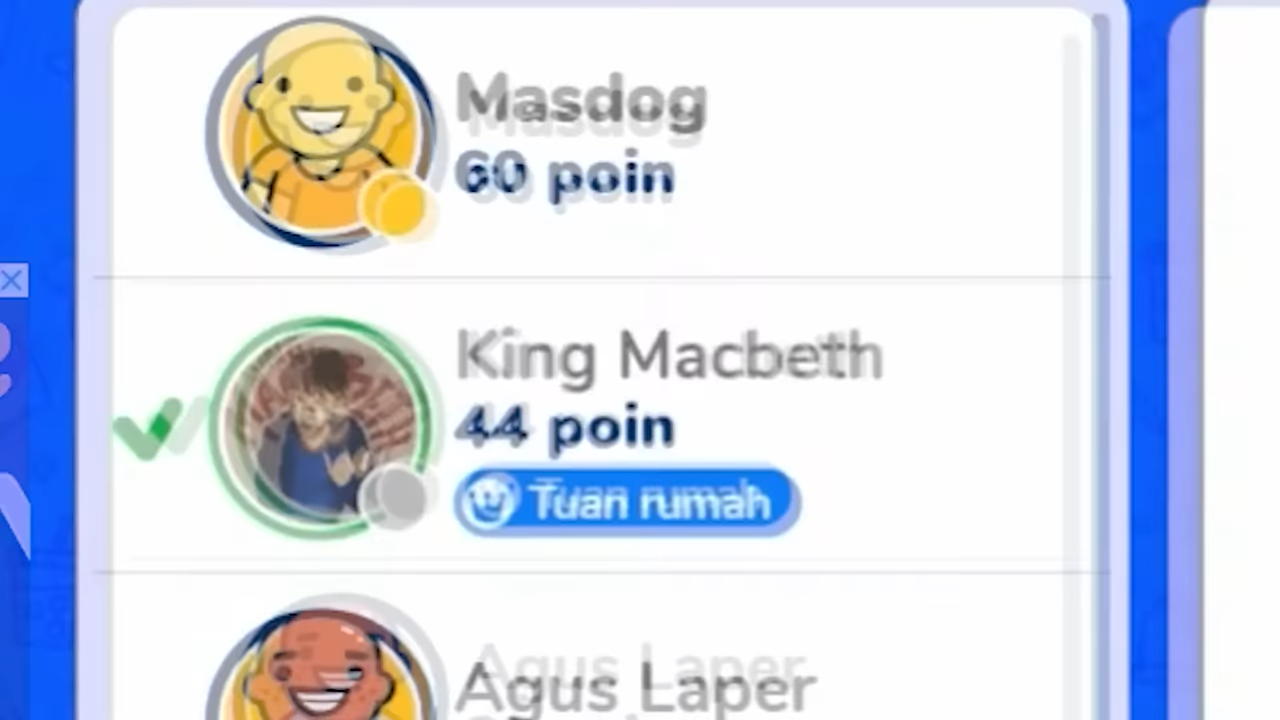 Masdog
60 poin
King Macbeth
44 poin
Tuan rumah
Agus Laper